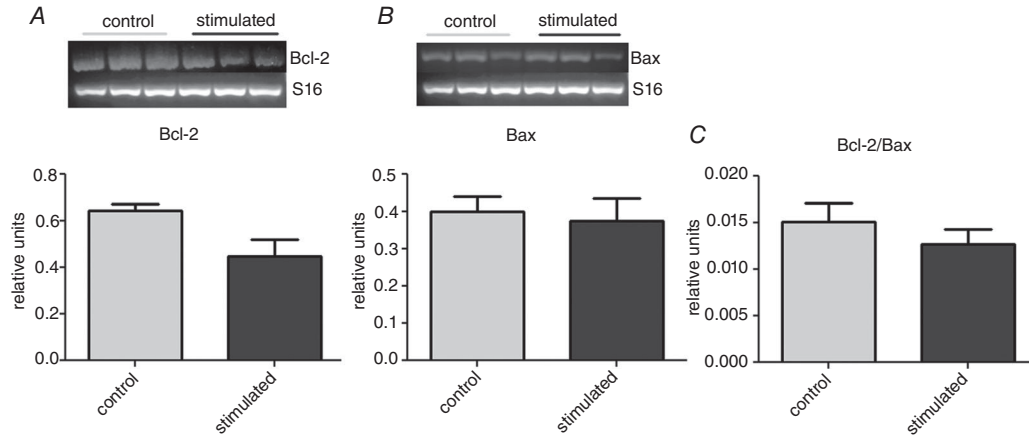 A
control
stimulated
Bcl-2
S16
Bcl-2
relative units
0.8
0.6
0.4
0.2
0.0
control
stimulated
B
control
stimulated
Bax
S16
Bax
relative units
0.5
0.4
0.3
0.2
0.1
0.0
control
stimulated
C
Bcl-2/Bax
relative units
0.020
0.015
0.010
0.005
0.000
control
stimulated